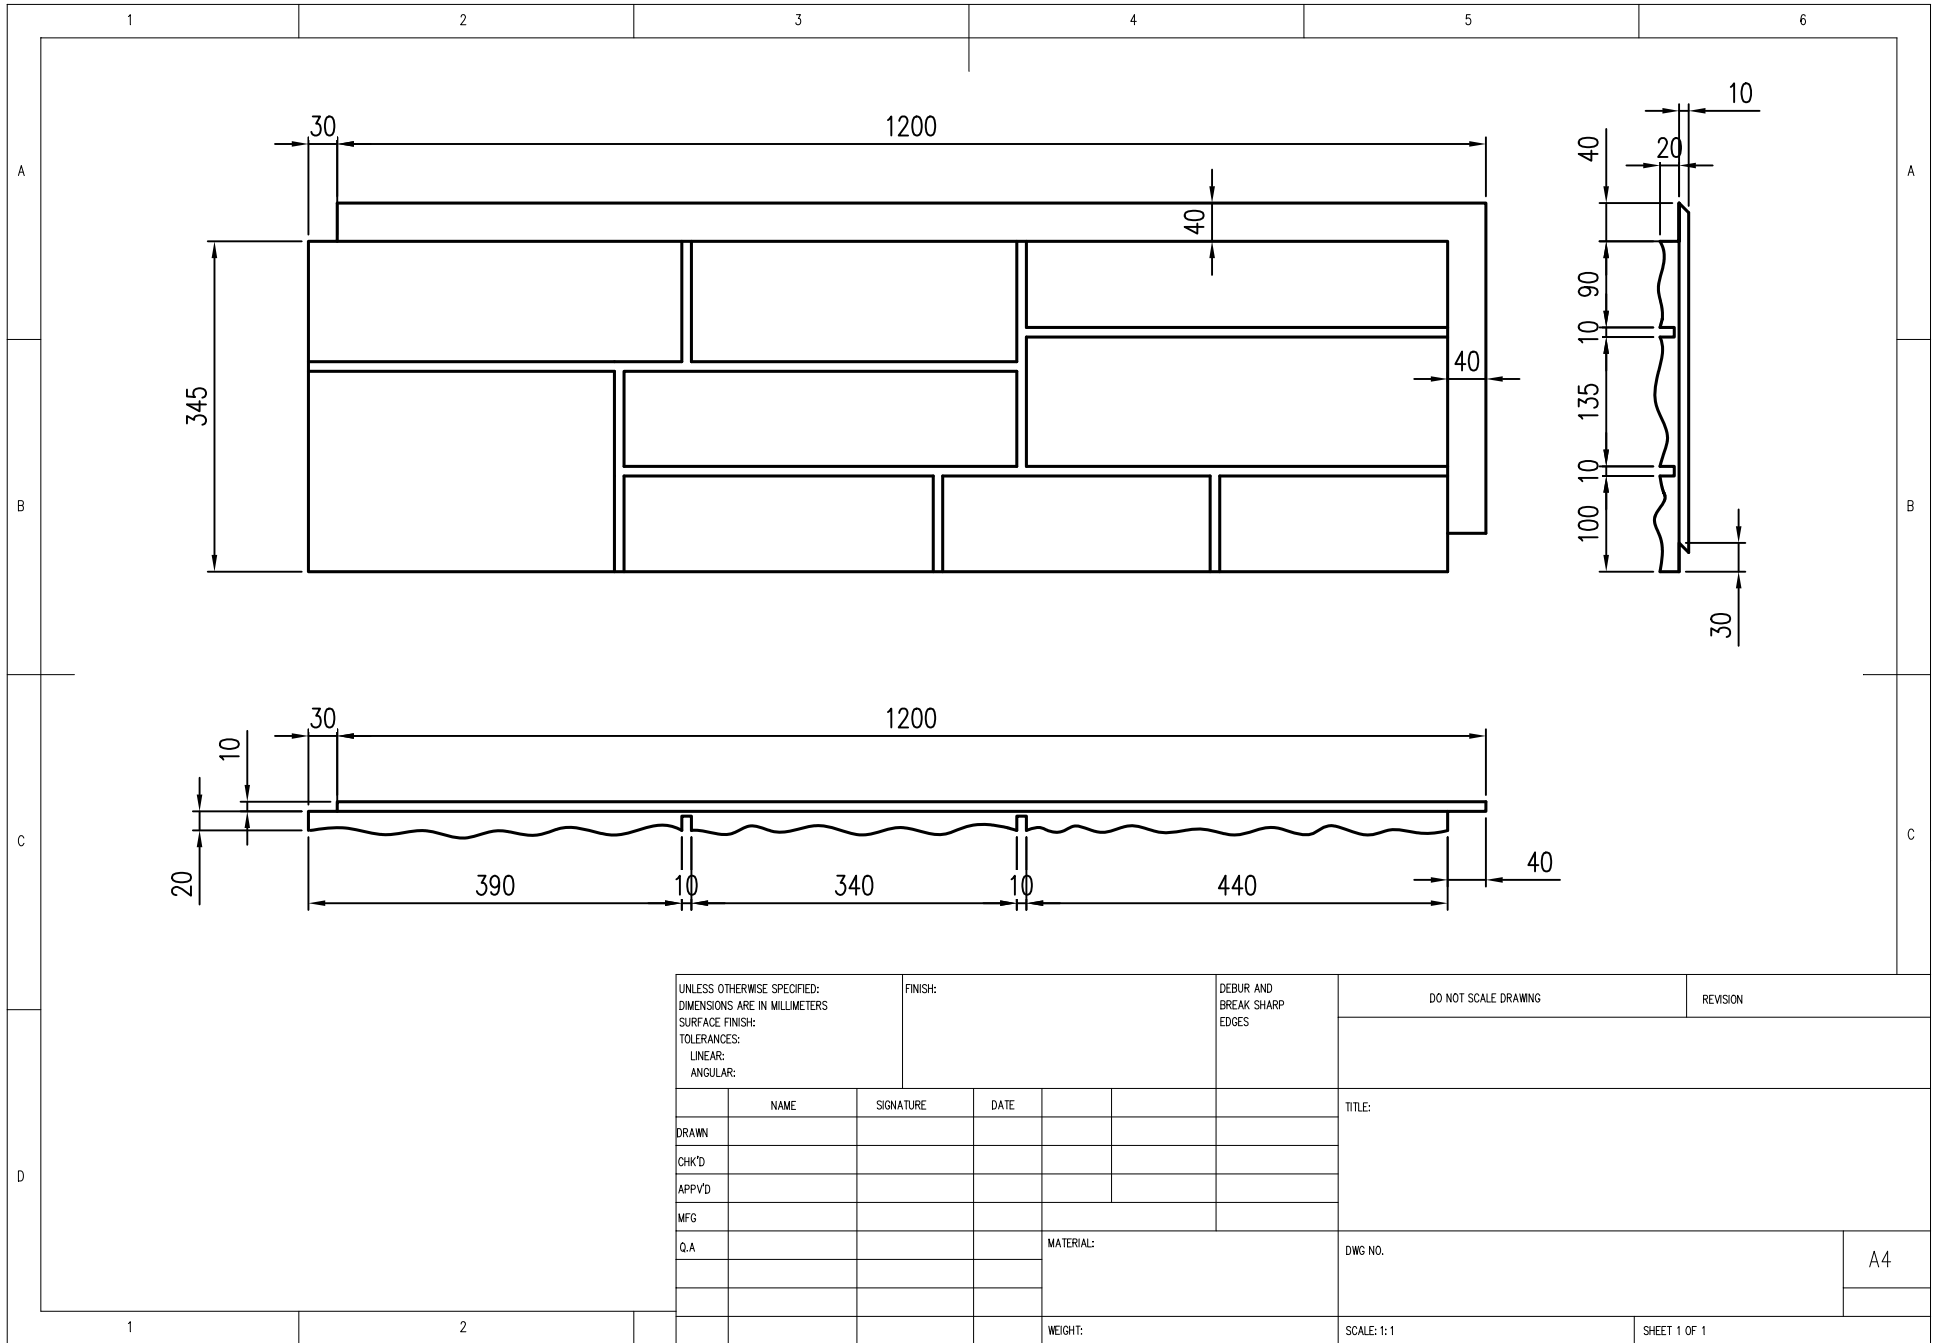 1 2 3 4 5 6
10
30 1200
40
20
A A
40
90
10
40
345
135
10
B B
100
30
30 1200
10
C C
20
390 10 340 10 440 40
UNLESS OTHERWISE SPECIFIED:
DIMENSIONS ARE IN MILLIMETERS
SURFACE FINISH:
TOLERANCES:
LINEAR:
ANGULAR:
FINISH:
DEBUR AND
BREAK SHARP
EDGES
DO NOT SCALE DRAWING
REVISION
NAME SIGNATURE DATE
TITLE:
DRAWN
CHK'D
APPV'D
MFG
Q.A
MATERIAL:
DWG NO.
A4
D
WEIGHT:
SCALE: 1: 1
SHEET 1 OF 1
1 2